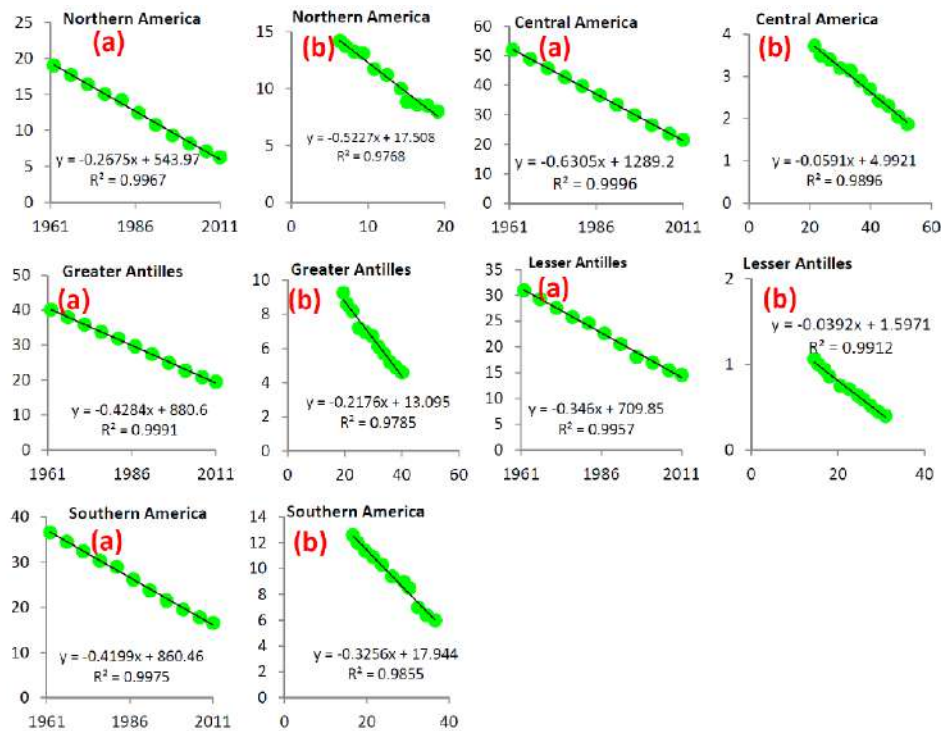 Northern America
(a)
25
20
15
10
5
0
y = -0.2675x + 543.97
R² = 0.9967
1961 1986 2011
Northern America
(b)
15
10
5
0
y = -0.5227x + 17.508
R² = 0.9768
0 10 20
Central America
(a)
60
50
40
30
20
10
0
y = -0.6305x + 1289.2
R² = 0.9996
1961 1986 2011
Central America
(b)
4
3
2
1
0
y = -0.0591x + 4.9921
R² = 0.9896
0 20 40 60
Greater Antilles
(a)
50
40
30
20
10
0
y = -0.4284x + 880.6
R² = 0.9991
1961 1986 2011
Greater Antilles
(b)
10
8
6
4
2
0
y = -0.2176x + 13.095
R² = 0.9785
0 20 40 60
Lesser Antilles
(a)
35
30
25
20
15
10
5
0
y = -0.346x + 709.85
R² = 0.9957
1961 1986 2011
Lesser Antilles
(b)
2
1
0
y = -0.0392x + 1.5971
R² = 0.9912
0 20 40
Southern America
(a)
40
30
20
10
0
y = -0.4199x + 860.46
R² = 0.9975
1961 1986 2011
Southern America
(b)
14
12
10
8
6
4
2
0
y = -0.3256x + 17.944
R² = 0.9855
0 20 40